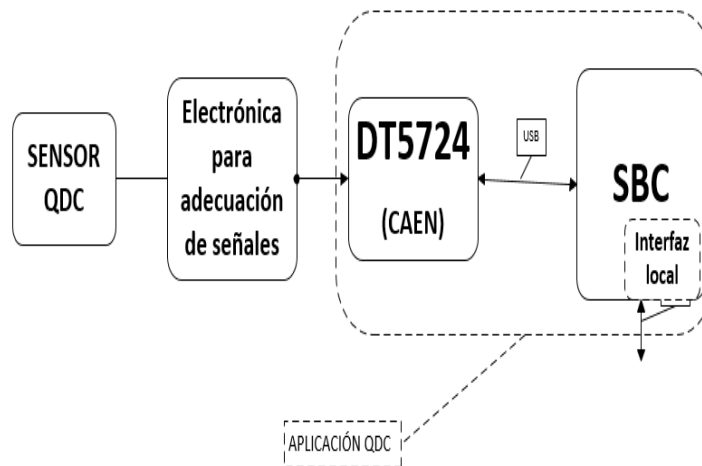 SENSOR
QDC
Electrónica
para
adecuación
de señales
DT5724
(CAEN)
USB
SBC
Interfaz
local
APLICACIÓN QDC